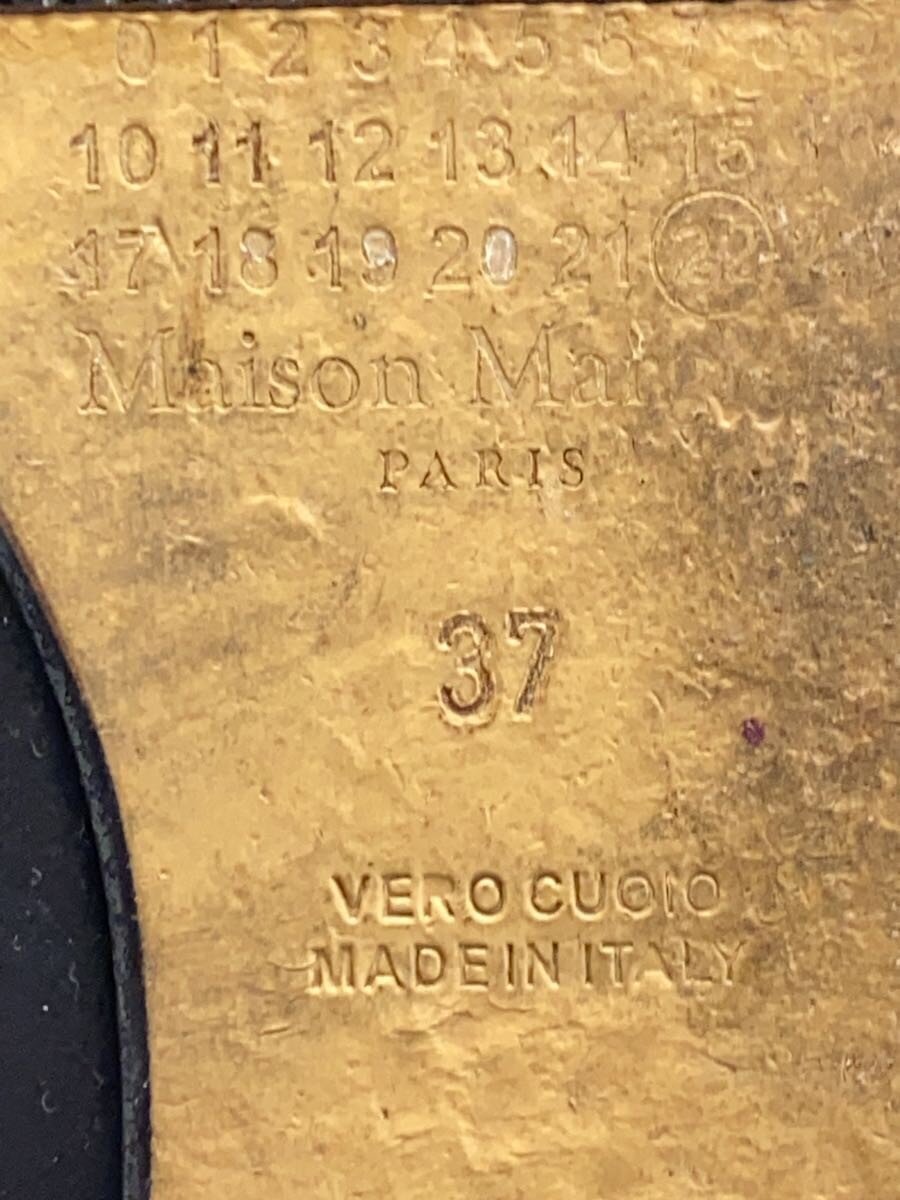 0 1 2 3 4 5 6
10 11 12 13 14 15
17 18 19 20 21 22
Maison Mar
PARIS
37
VERO CUOIO
MADE IN ITALY